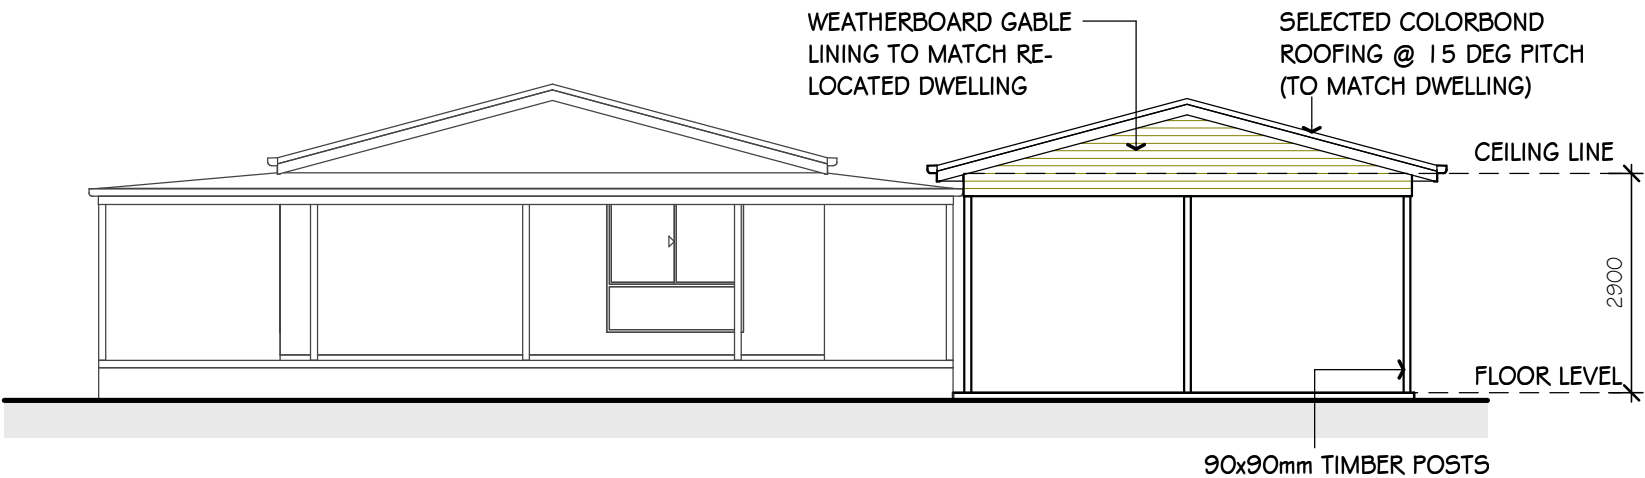 WEATHERBOARD GABLE
LINING TO MATCH RE-
LOCATED DWELLING
SELECTED COLORBOND
ROOFING @ 15 DEG PITCH
(TO MATCH DWELLING)
CEILING LINE
2900
FLOOR LEVEL
90x90mm TIMBER POSTS